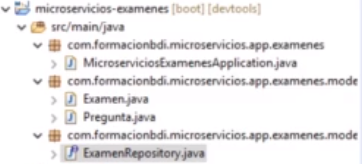 microservicios-examenes [boot] [devtools]
src/main/java
com.formacionbdi.microservicios.app.examenes
MicroserviciosExamenesApplication.java
com.formacionbdi.microservicios.app.examenes.mode
Examen.java
Pregunta.java
com.formacionbdi.microservicios.app.examenes.mode
ExamenRepository.java